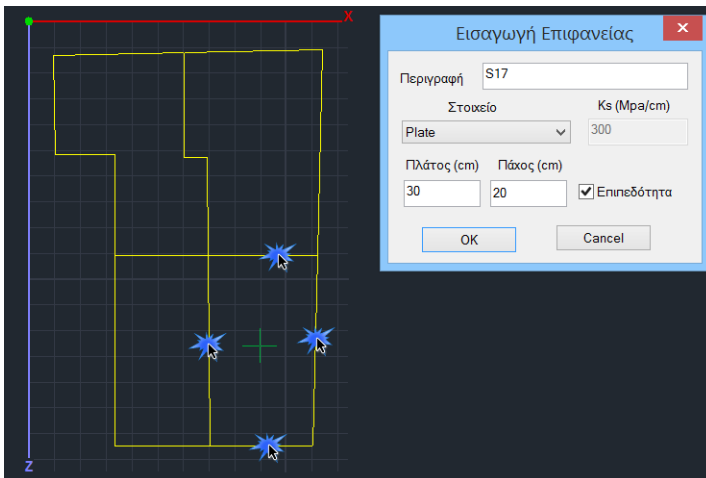 X
Z
Εισαγωγή Επιφανείας
Περιγραφή S17
Στοιχείο Ks (Mpa/cm)
Plate 300
Πλάτος (cm) Πάχος (cm)
30 20 Επιπεδότητα
OK Cancel